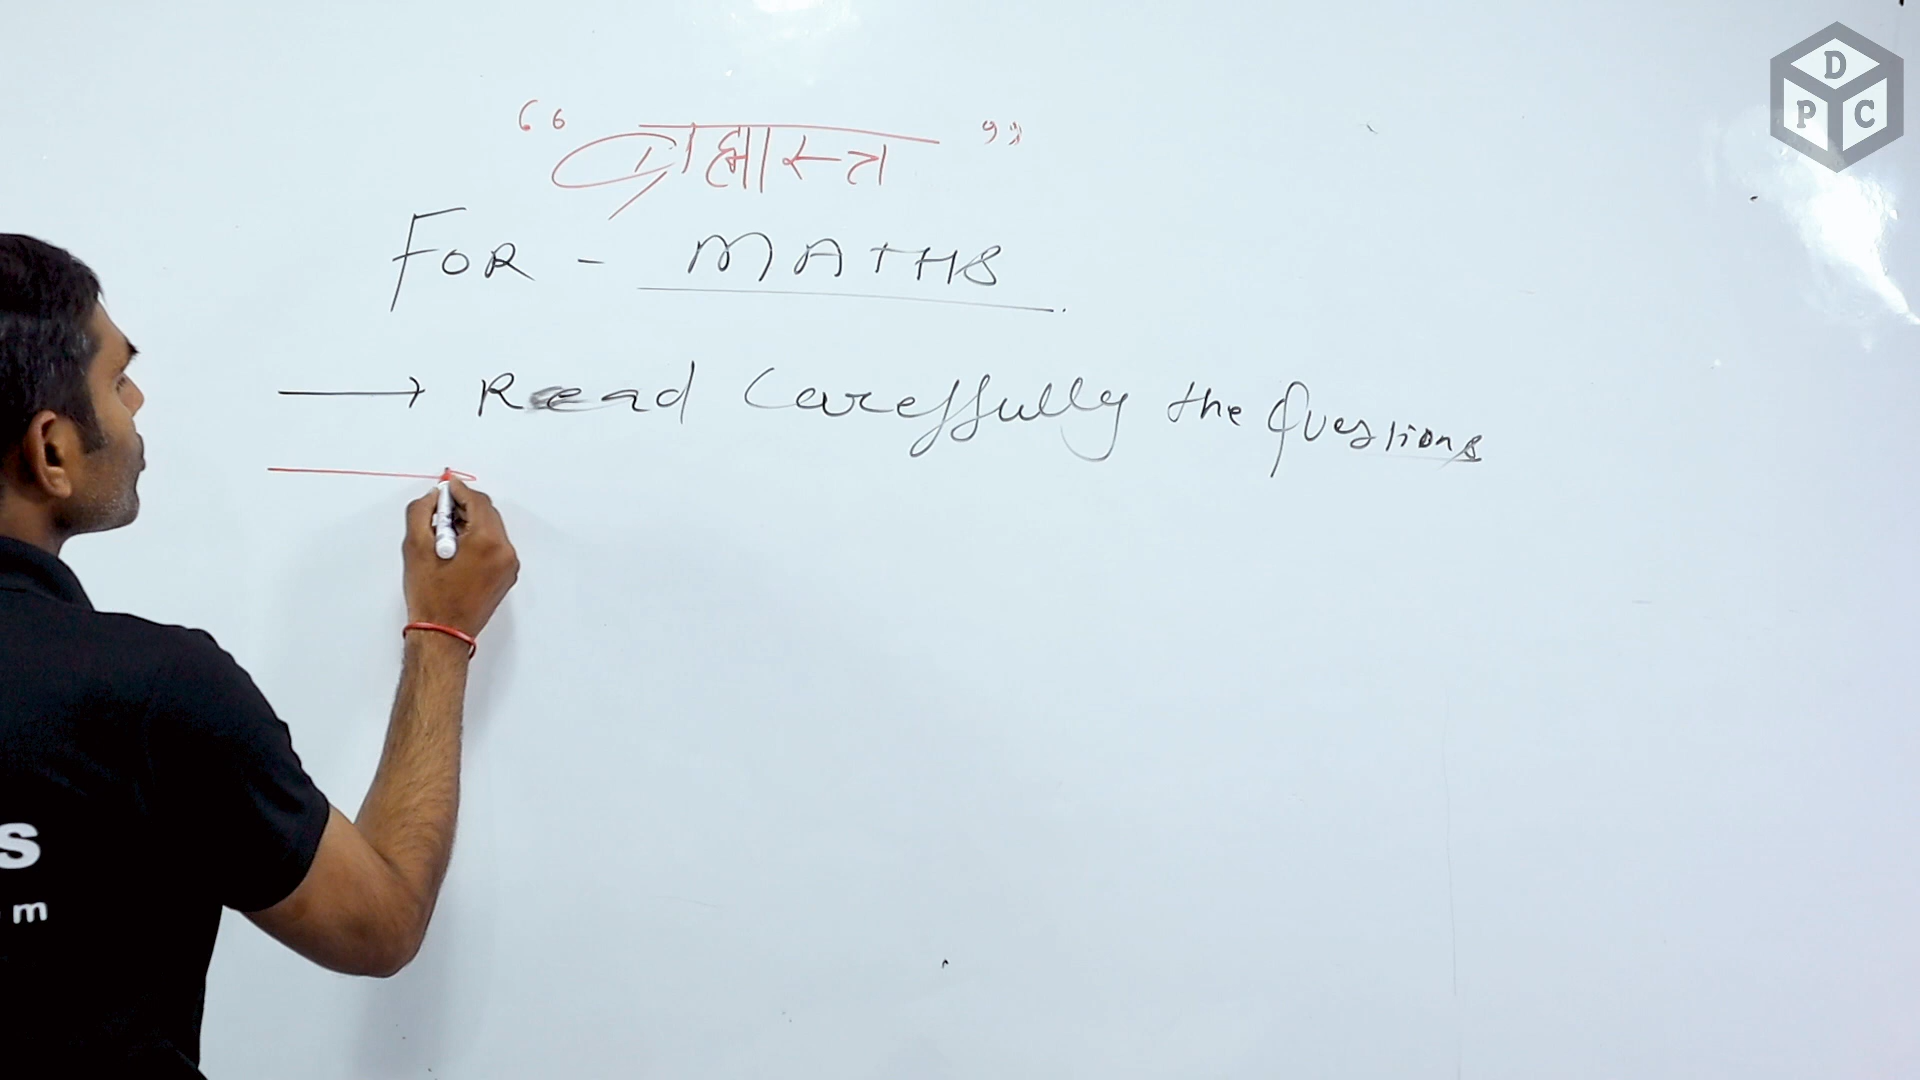 “ब्रह्मास्त्र”
FOR - MATHS
→ Read Carefully the Questions
D
P C
S
m